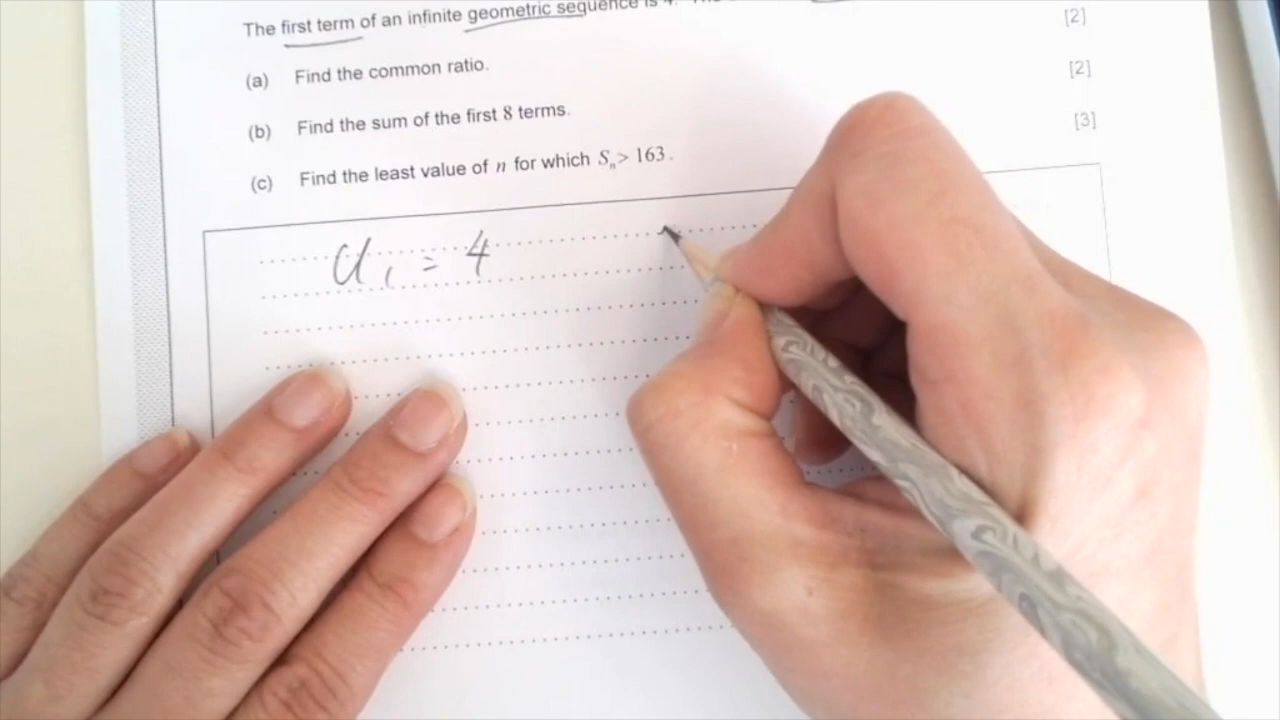 The first term of an infinite geometric sequence is 4. The
[2]
(a) Find the common ratio.
[2]
(b) Find the sum of the first 8 terms.
[3]
(c) Find the least value of n for which Sn > 163.
u1 = 4